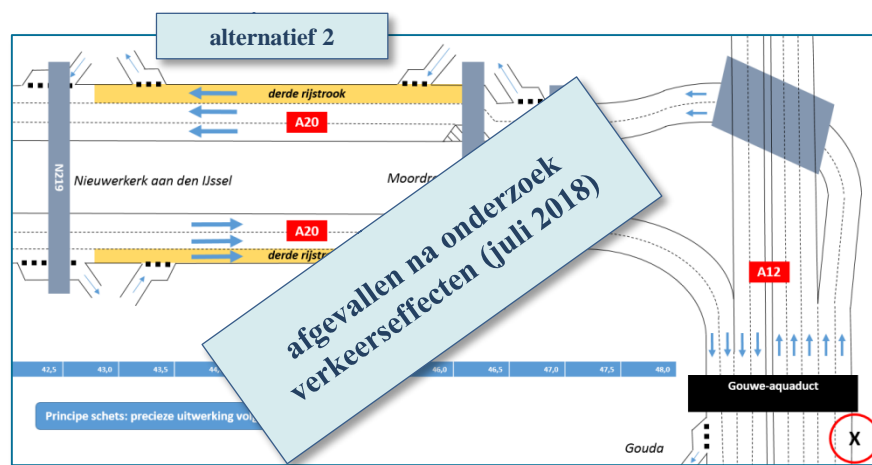 alternatief 2
derde rijstrook
A20
N219
Nieuwerkerk aan den IJssel
A20
A12
afgevallen na onderzoek
verkeerseffecten (juli 2018)
42,5 43,0 43,5 46,0 46,5 47,0 47,5 48,0
Gouwe-aquaduct
Principe schets: precieze uitwerking
Gouda
X